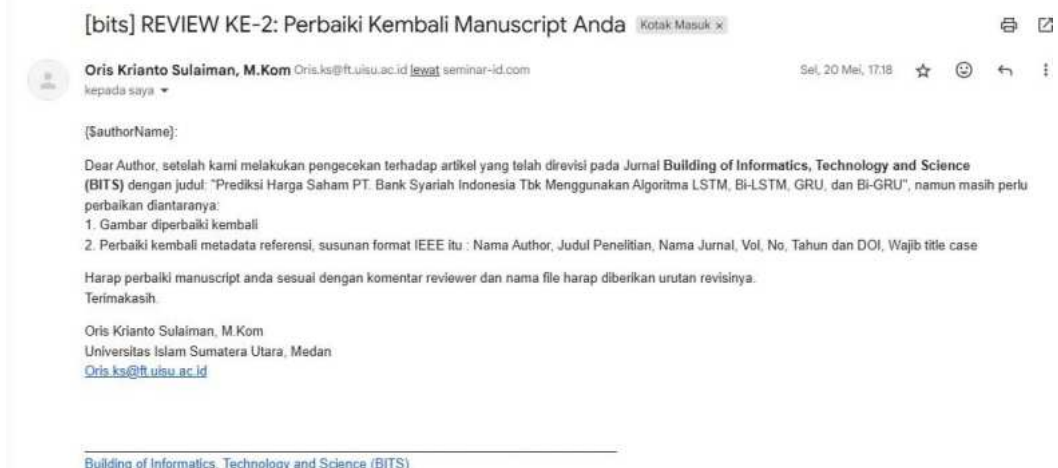 [bits] REVIEW KE-2: Perbaiki Kembali Manuscript Anda Kotak Masuk x
Oris Krianto Sulaiman, M.Kom Oris.ks@ft.uisu.ac.id lewat seminar-id.com Sel, 20 Mei, 17.18
kepada saya
{$authorName}:
Dear Author, setelah kami melakukan pengecekan terhadap artikel yang telah direvisi pada Jurnal Building of Informatics, Technology and Science
(BITS) dengan judul: "Prediksi Harga Saham PT. Bank Syariah Indonesia Tbk Menggunakan Algoritma LSTM, Bi-LSTM, GRU, dan Bi-GRU", namun masih perlu
perbaikan diantaranya:
1. Gambar diperbaiki kembali
2. Perbaiki kembali metadata referensi, susunan format IEEE itu : Nama Author, Judul Penelitian, Nama Jurnal, Vol, No, Tahun dan DOI, Wajib title case
Harap perbaiki manuscript anda sesuai dengan komentar reviewer dan nama file harap diberikan urutan revisinya.
Terimakasih.
Oris Krianto Sulaiman, M.Kom
Universitas Islam Sumatera Utara, Medan
Oris.ks@ft.uisu.ac.id
Building of Informatics, Technology and Science (BITS)